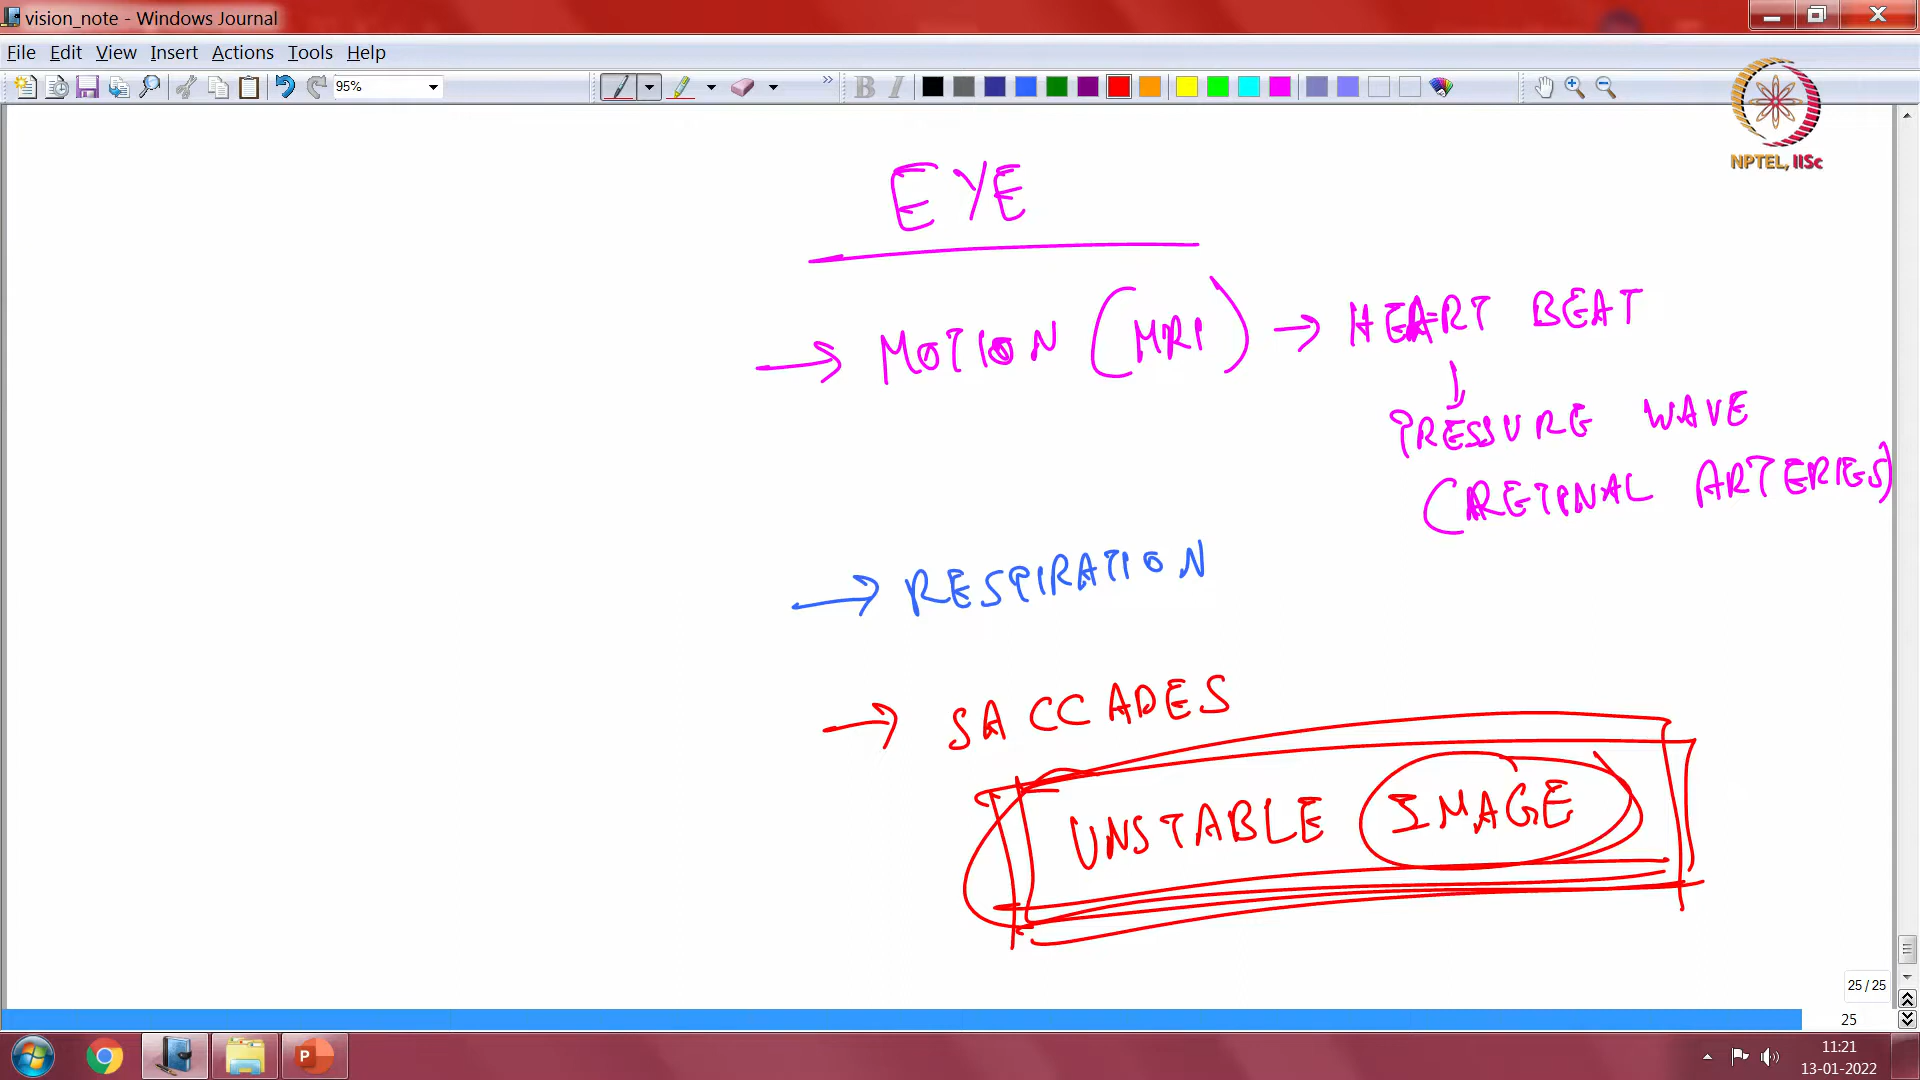 vision_note - Windows Journal
File Edit View Insert Actions Tools Help
95%
B I
NPTEL, IISc
EYE
→ MOTION (MRI) → HEART BEAT
↓
PRESSURE WAVE
(RETINAL ARTERIES)
→ RESPIRATION
→ SACCADES
UNSTABLE IMAGE
25 / 25
25
11:21
13-01-2022